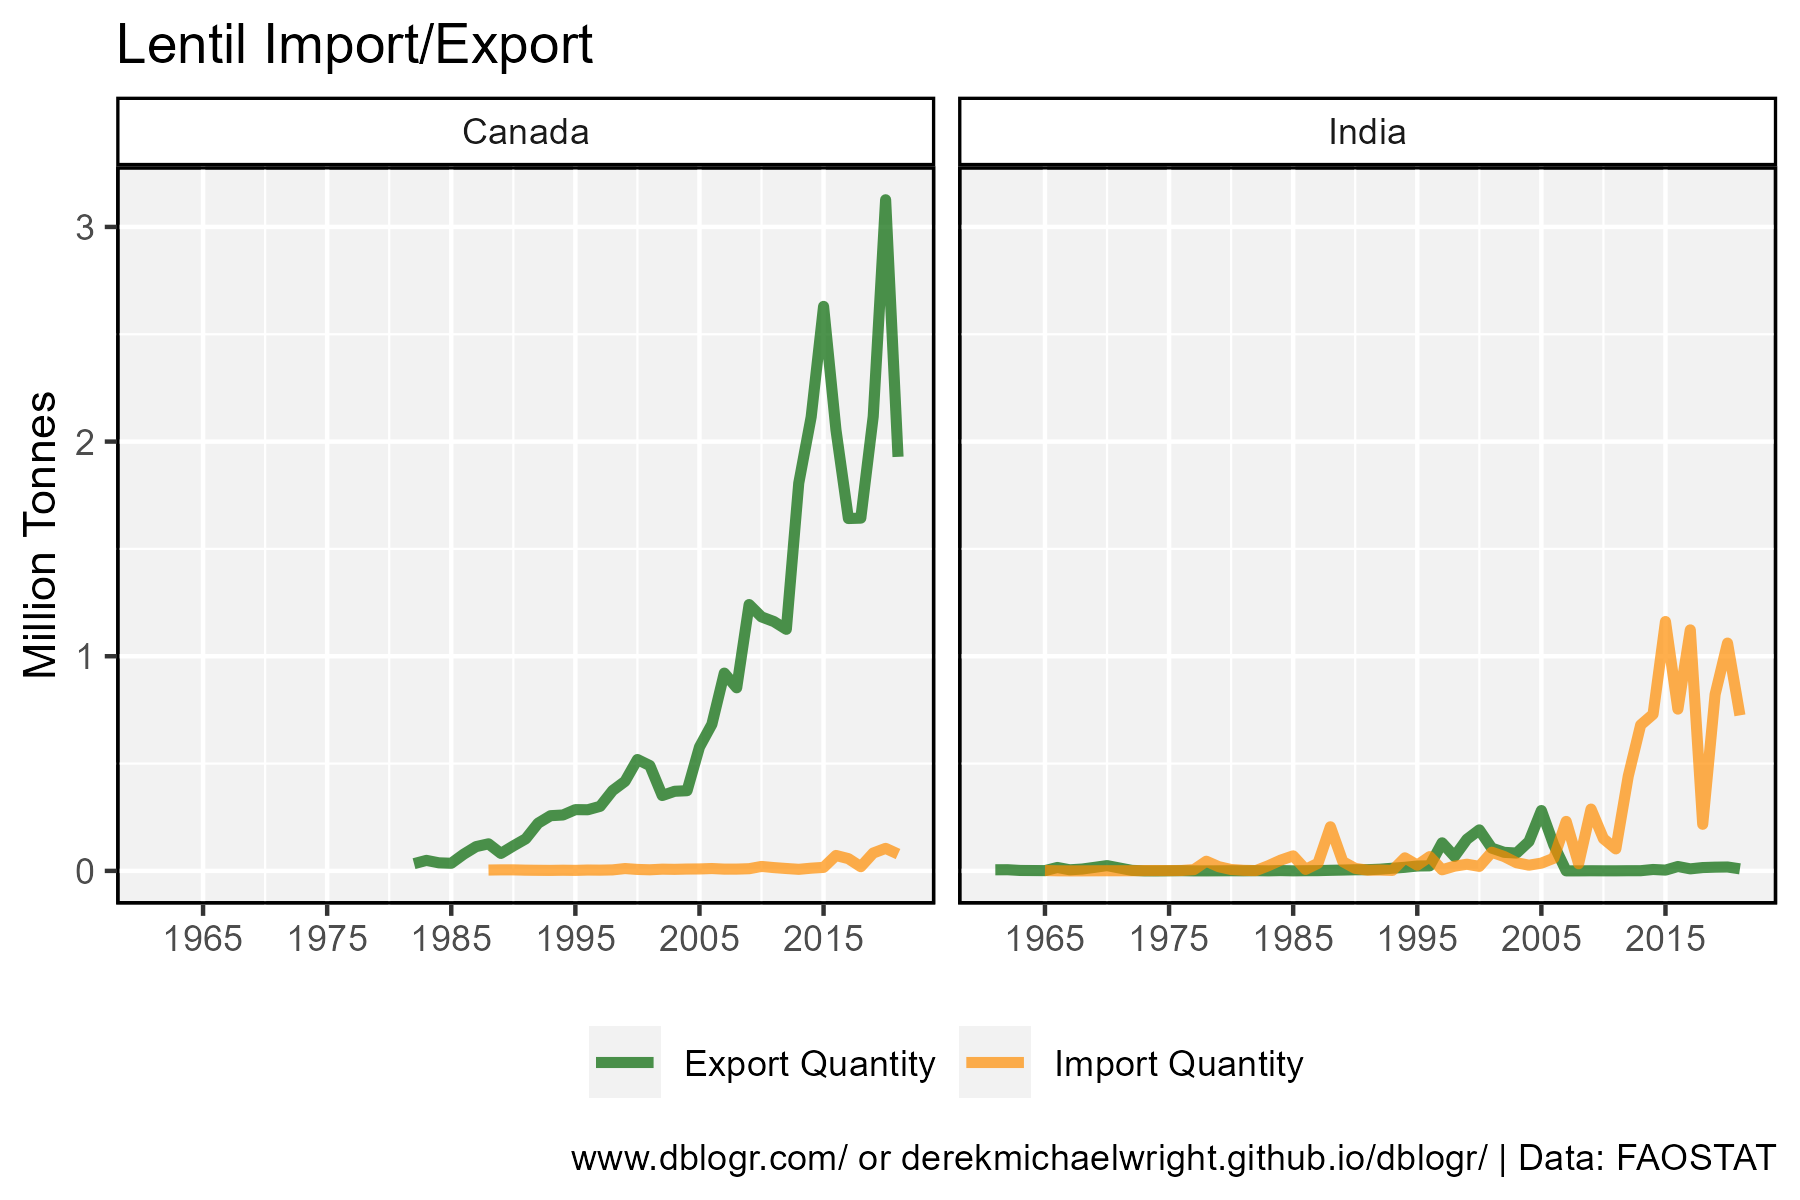 Lentil Import/Export
Canada
India
Million Tonnes
3
2
1
0
1965 1975 1985 1995 2005 2015
1965 1975 1985 1995 2005 2015
Export Quantity
Import Quantity
www.dblogr.com/ or derekmichaelwright.github.io/dblogr/ | Data: FAOSTAT